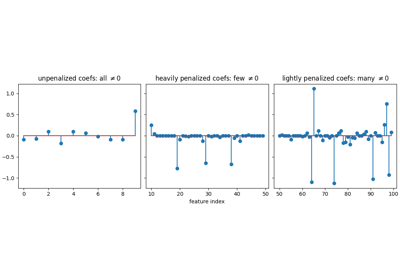 unpenalized coefs: all ≠0
heavily penalized coefs: few ≠0
lightly penalized coefs: many ≠0
1.0
0.5
0.0
−0.5
−1.0
0 2 4 6 8
10 20 30 40 50
50 60 70 80 90 100
feature index